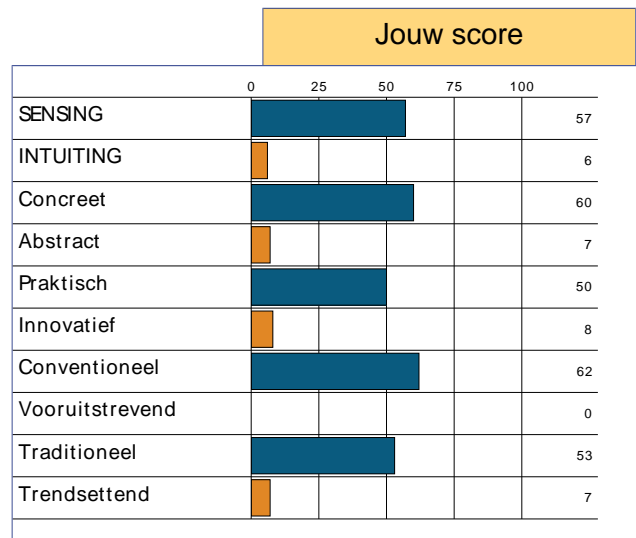 Jouw score
0 25 50 75 100
SENSING 57
INTUITING 6
Concreet 60
Abstract 7
Praktisch 50
Innovatief 8
Conventioneel 62
Vooruitstrevend 0
Traditioneel 53
Trendsettend 7